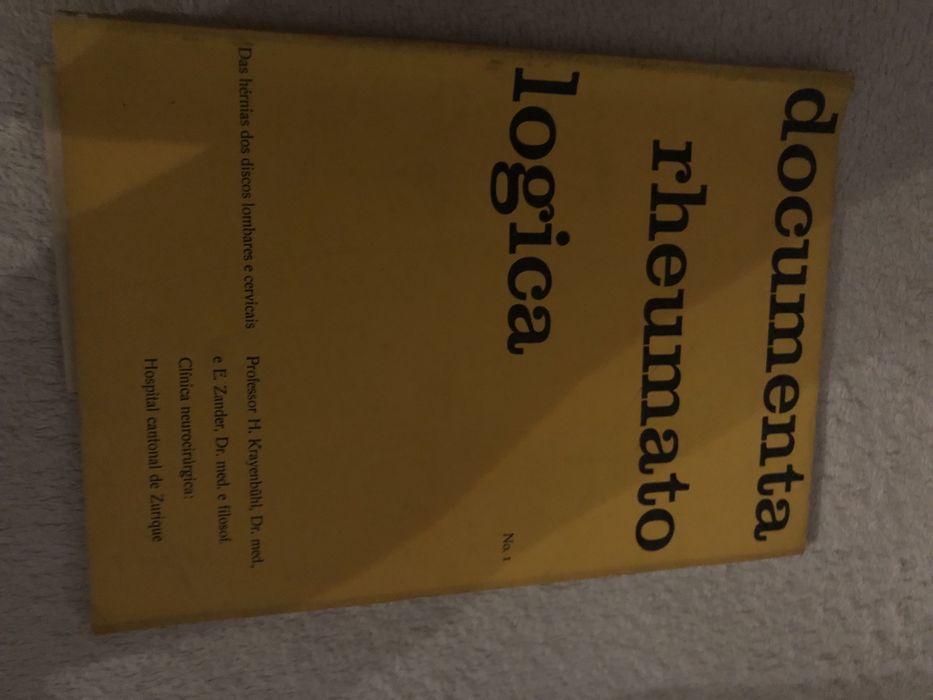 documenta
rheumato
logica
No. 1
Das hérnias dos discos lombares e cervicais
Professor H. Krayenbühl, Dr. med.,
e E. Zander, Dr. med. e filosof.
Clínica neurocirúrgica:
Hospital cantonal de Zurique